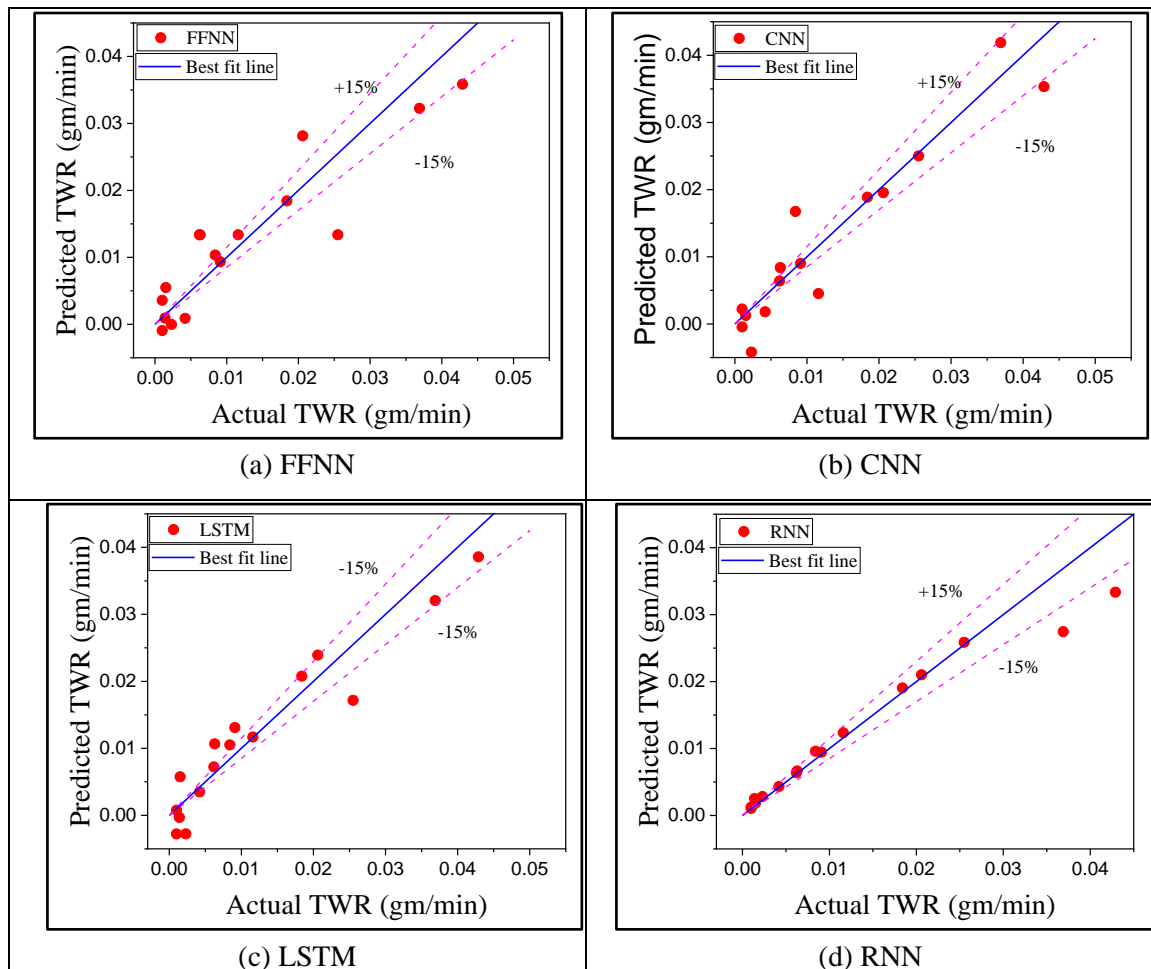 FFNN
Best fit line
+15%
-15%
0.04
0.03
0.02
0.01
0.00
Predicted TWR (gm/min)
0.00 0.01 0.02 0.03 0.04 0.05
Actual TWR (gm/min)
(a) FFNN
CNN
Best fit line
+15%
-15%
0.04
0.03
0.02
0.01
0.00
Predicted TWR (gm/min)
0.00 0.01 0.02 0.03 0.04 0.05
Actual TWR (gm/min)
(b) CNN
LSTM
Best fit line
-15%
-15%
0.04
0.03
0.02
0.01
0.00
Predicted TWR (gm/min)
0.00 0.01 0.02 0.03 0.04 0.05
Actual TWR (gm/min)
(c) LSTM
RNN
Best fit line
+15%
-15%
0.04
0.03
0.02
0.01
0.00
Predicted TWR (gm/min)
0.00 0.01 0.02 0.03 0.04
Actual TWR (gm/min)
(d) RNN